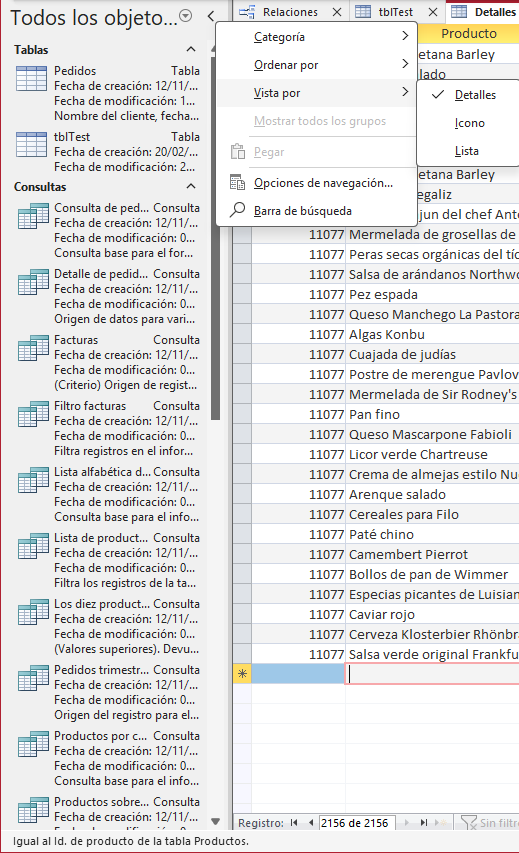 Todos los objeto...
Tablas
Pedidos Tabla
Fecha de creación: 12/11/...
Fecha de modificación: 1...
Nombre del cliente, fecha...
tblTest Tabla
Fecha de creación: 20/02/...
Fecha de modificación: 2...
Consultas
Consulta de ped... Consulta
Fecha de creación: 12/11/...
Fecha de modificación: 0...
Consulta base para el for...
Detalle de pedid... Consulta
Fecha de creación: 12/11/...
Fecha de modificación: 0...
Origen de datos para vari...
Facturas Consulta
Fecha de creación: 12/11/...
Fecha de modificación: 0...
(Criterio) Origen de regist...
Filtro facturas Consulta
Fecha de creación: 12/11/...
Fecha de modificación: 0...
Filtra registros en el infor...
Lista alfabética d... Consulta
Fecha de creación: 12/11/...
Fecha de modificación: 0...
Consulta base para el info...
Lista de product... Consulta
Fecha de creación: 12/11/...
Fecha de modificación: 0...
Filtra los registros de la ta...
Los diez product... Consulta
Fecha de creación: 12/11/...
Fecha de modificación: 0...
(Valores superiores). Devu...
Pedidos trimestr... Consulta
Fecha de creación: 12/11/...
Fecha de modificación: 0...
Origen del registro para el...
Productos por c... Consulta
Fecha de creación: 12/11/...
Fecha de modificación: 0...
Consulta base para el info...
Productos sobre... Consulta
Fecha de creación: 12/11/...
Relaciones
tblTest
Detalles
Producto
etana Barley
lado
Categoría
Ordenar por
Vista por
Mostrar todos los grupos
Pegar
Opciones de navegación...
Barra de búsqueda
Detalles
Icono
Lista
etana Barley
egaliz
jun del chef Anto
11077 Mermelada de grosellas de
11077 Peras secas orgánicas del tío
11077 Salsa de arándanos Northwo
11077 Pez espada
11077 Queso Manchego La Pastora
11077 Algas Konbu
11077 Cuajada de judías
11077 Postre de merengue Pavlov
11077 Mermelada de Sir Rodney's
11077 Pan fino
11077 Queso Mascarpone Fabioli
11077 Licor verde Chartreuse
11077 Crema de almejas estilo Nue
11077 Arenque salado
11077 Cereales para Filo
11077 Paté chino
11077 Camembert Pierrot
11077 Bollos de pan de Wimmer
11077 Especias picantes de Luisian
11077 Caviar rojo
11077 Cerveza Klosterbier Rhönbra
11077 Salsa verde original Frankfu
Registro: 2156 de 2156 Sin filtro
Igual al Id. de producto de la tabla Productos.